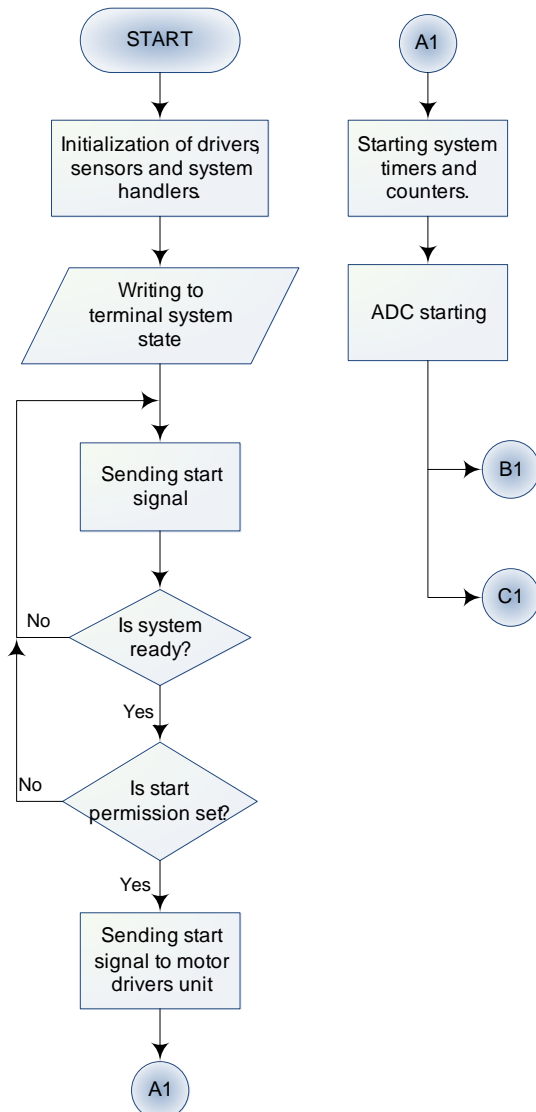 START
Initialization of drivers,
sensors and system
handlers.
Writing to
terminal system
state
Sending start
signal
Is system
ready?
No
Yes
Is start
permission set?
No
Yes
Sending start
signal to motor
drivers unit
A1
A1
Starting system
timers and
counters.
ADC starting
B1
C1